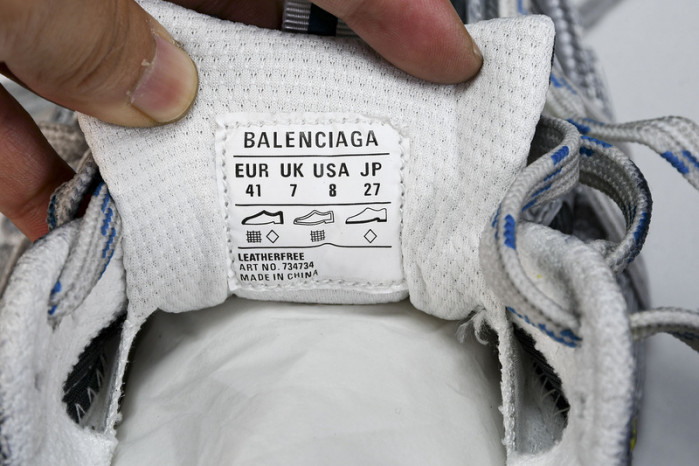 BALENCIAGA
EUR UK USA JP
41 7 8 27
LEATHERFREE
ART NO. 734734
MADE IN CHINA